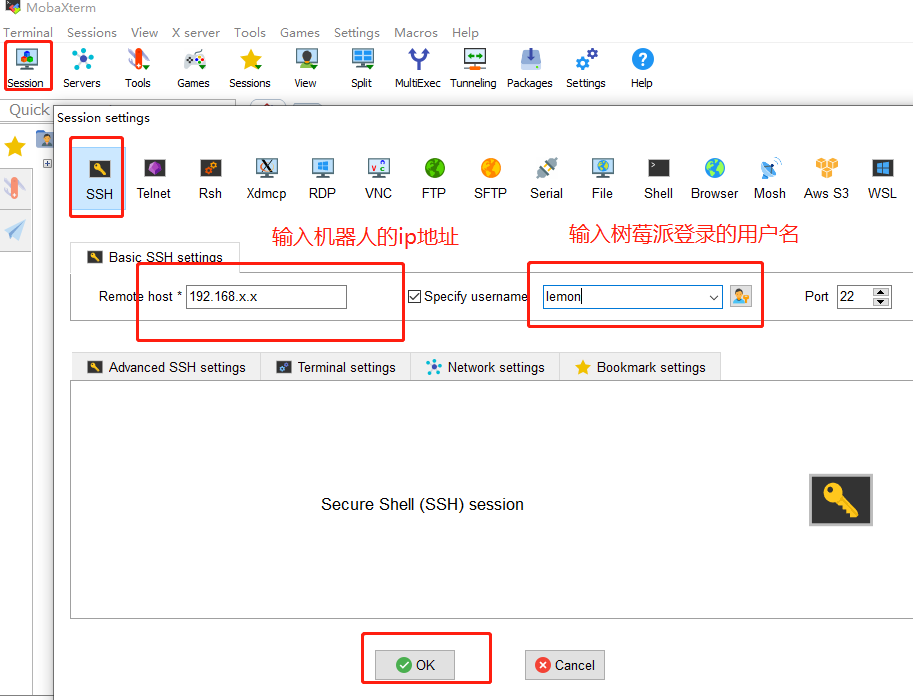 MobaXterm
Terminal Sessions View X server Tools Games Settings Macros Help
Session Servers Tools Games Sessions View Split MultiExec Tunneling Packages Settings Help
Quick
Session settings
SSH Telnet Rsh Xdmcp RDP VNC FTP SFTP Serial File Shell Browser Mosh Aws S3 WSL
输入机器人的ip地址
输入树莓派登录的用户名
Basic SSH settings
Remote host * 192.168.x.x Specify username lemon Port 22
Advanced SSH settings Terminal settings Network settings Bookmark settings
Secure Shell (SSH) session
OK Cancel